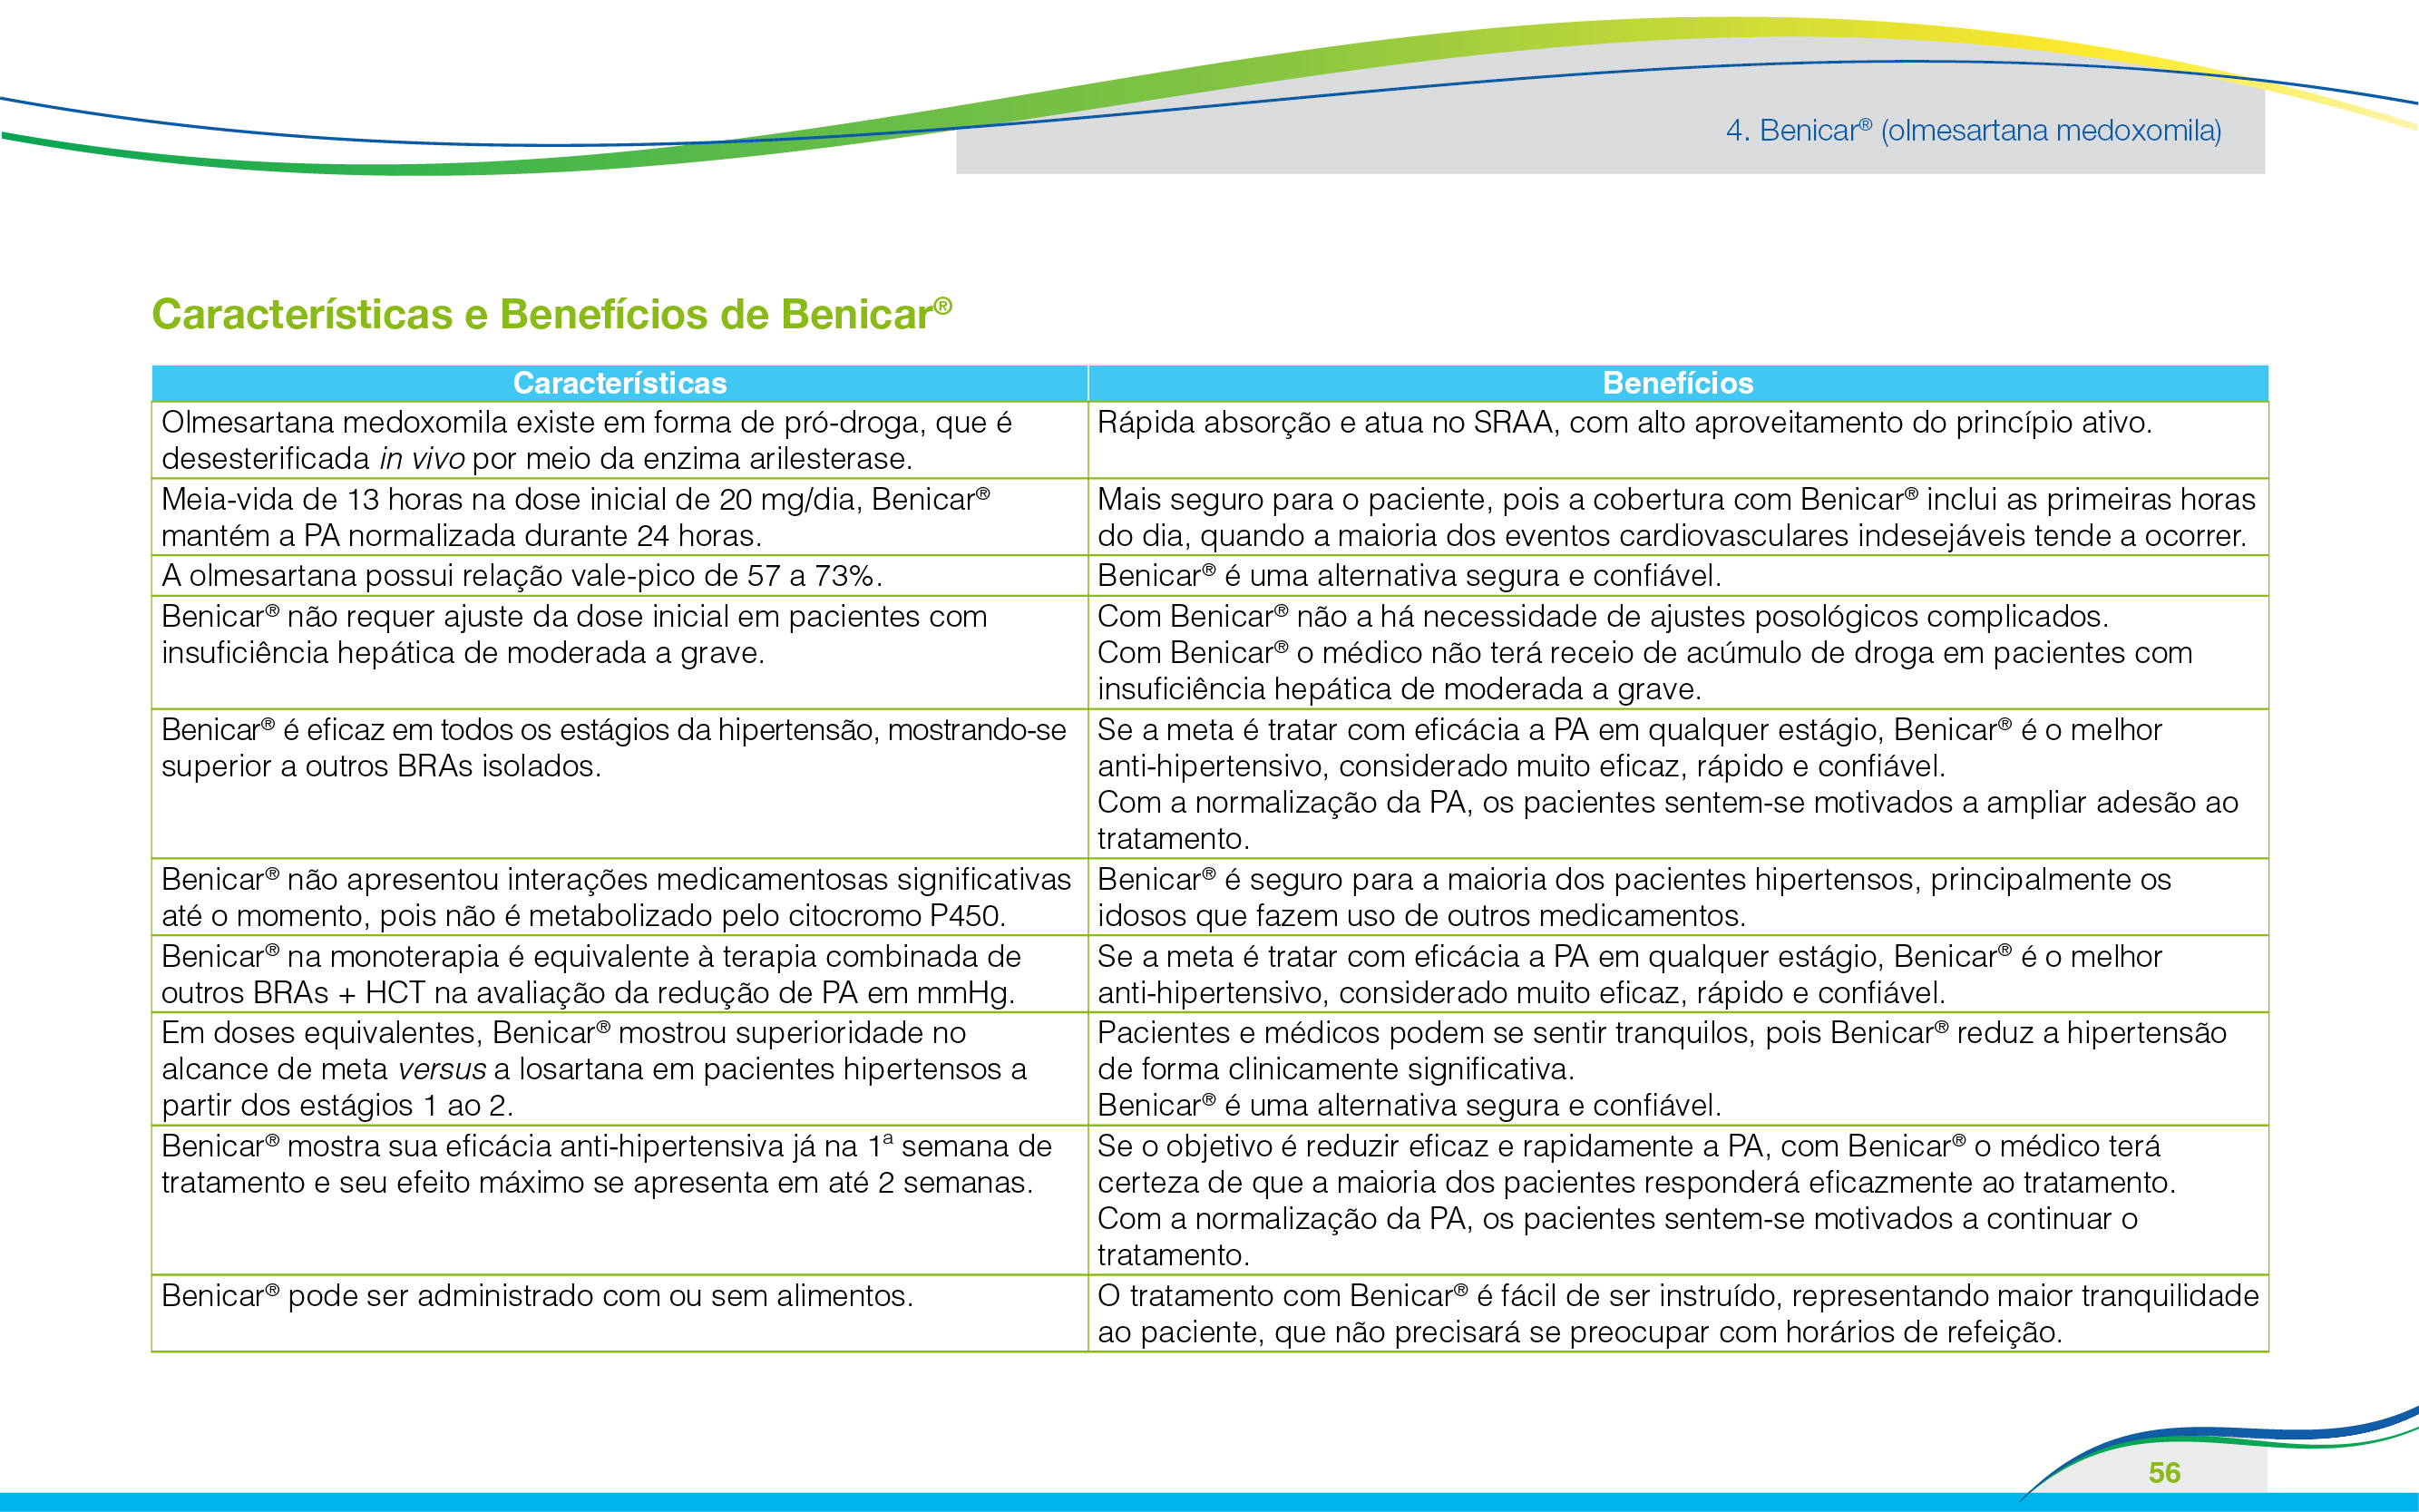 4. Benicar® (olmesartana medoxomila)
Características e Benefícios de Benicar®
Características
Benefícios
Olmesartana medoxomila existe em forma de pró-droga, que é
desesterificada in vivo por meio da enzima arilesterase.
Rápida absorção e atua no SRAA, com alto aproveitamento do princípio ativo.
Meia-vida de 13 horas na dose inicial de 20 mg/dia, Benicar®
mantém a PA normalizada durante 24 horas.
Mais seguro para o paciente, pois a cobertura com Benicar® inclui as primeiras horas
do dia, quando a maioria dos eventos cardiovasculares indesejáveis tende a ocorrer.
A olmesartana possui relação vale-pico de 57 a 73%.
Benicar® é uma alternativa segura e confiável.
Benicar® não requer ajuste da dose inicial em pacientes com
insuficiência hepática de moderada a grave.
Com Benicar® não a há necessidade de ajustes posológicos complicados.
Com Benicar® o médico não terá receio de acúmulo de droga em pacientes com
insuficiência hepática de moderada a grave.
Benicar® é eficaz em todos os estágios da hipertensão, mostrando-se
superior a outros BRAs isolados.
Se a meta é tratar com eficácia a PA em qualquer estágio, Benicar® é o melhor
anti-hipertensivo, considerado muito eficaz, rápido e confiável.
Com a normalização da PA, os pacientes sentem-se motivados a ampliar adesão ao
tratamento.
Benicar® não apresentou interações medicamentosas significativas
até o momento, pois não é metabolizado pelo citocromo P450.
Benicar® é seguro para a maioria dos pacientes hipertensos, principalmente os
idosos que fazem uso de outros medicamentos.
Benicar® na monoterapia é equivalente à terapia combinada de
outros BRAs + HCT na avaliação da redução de PA em mmHg.
Se a meta é tratar com eficácia a PA em qualquer estágio, Benicar® é o melhor
anti-hipertensivo, considerado muito eficaz, rápido e confiável.
Em doses equivalentes, Benicar® mostrou superioridade no
alcance de meta versus a losartana em pacientes hipertensos a
partir dos estágios 1 ao 2.
Pacientes e médicos podem se sentir tranquilos, pois Benicar® reduz a hipertensão
de forma clinicamente significativa.
Benicar® é uma alternativa segura e confiável.
Benicar® mostra sua eficácia anti-hipertensiva já na 1ª semana de
tratamento e seu efeito máximo se apresenta em até 2 semanas.
Se o objetivo é reduzir eficaz e rapidamente a PA, com Benicar® o médico terá
certeza de que a maioria dos pacientes responderá eficazmente ao tratamento.
Com a normalização da PA, os pacientes sentem-se motivados a continuar o
tratamento.
Benicar® pode ser administrado com ou sem alimentos.
O tratamento com Benicar® é fácil de ser instruído, representando maior tranquilidade
ao paciente, que não precisará se preocupar com horários de refeição.
56